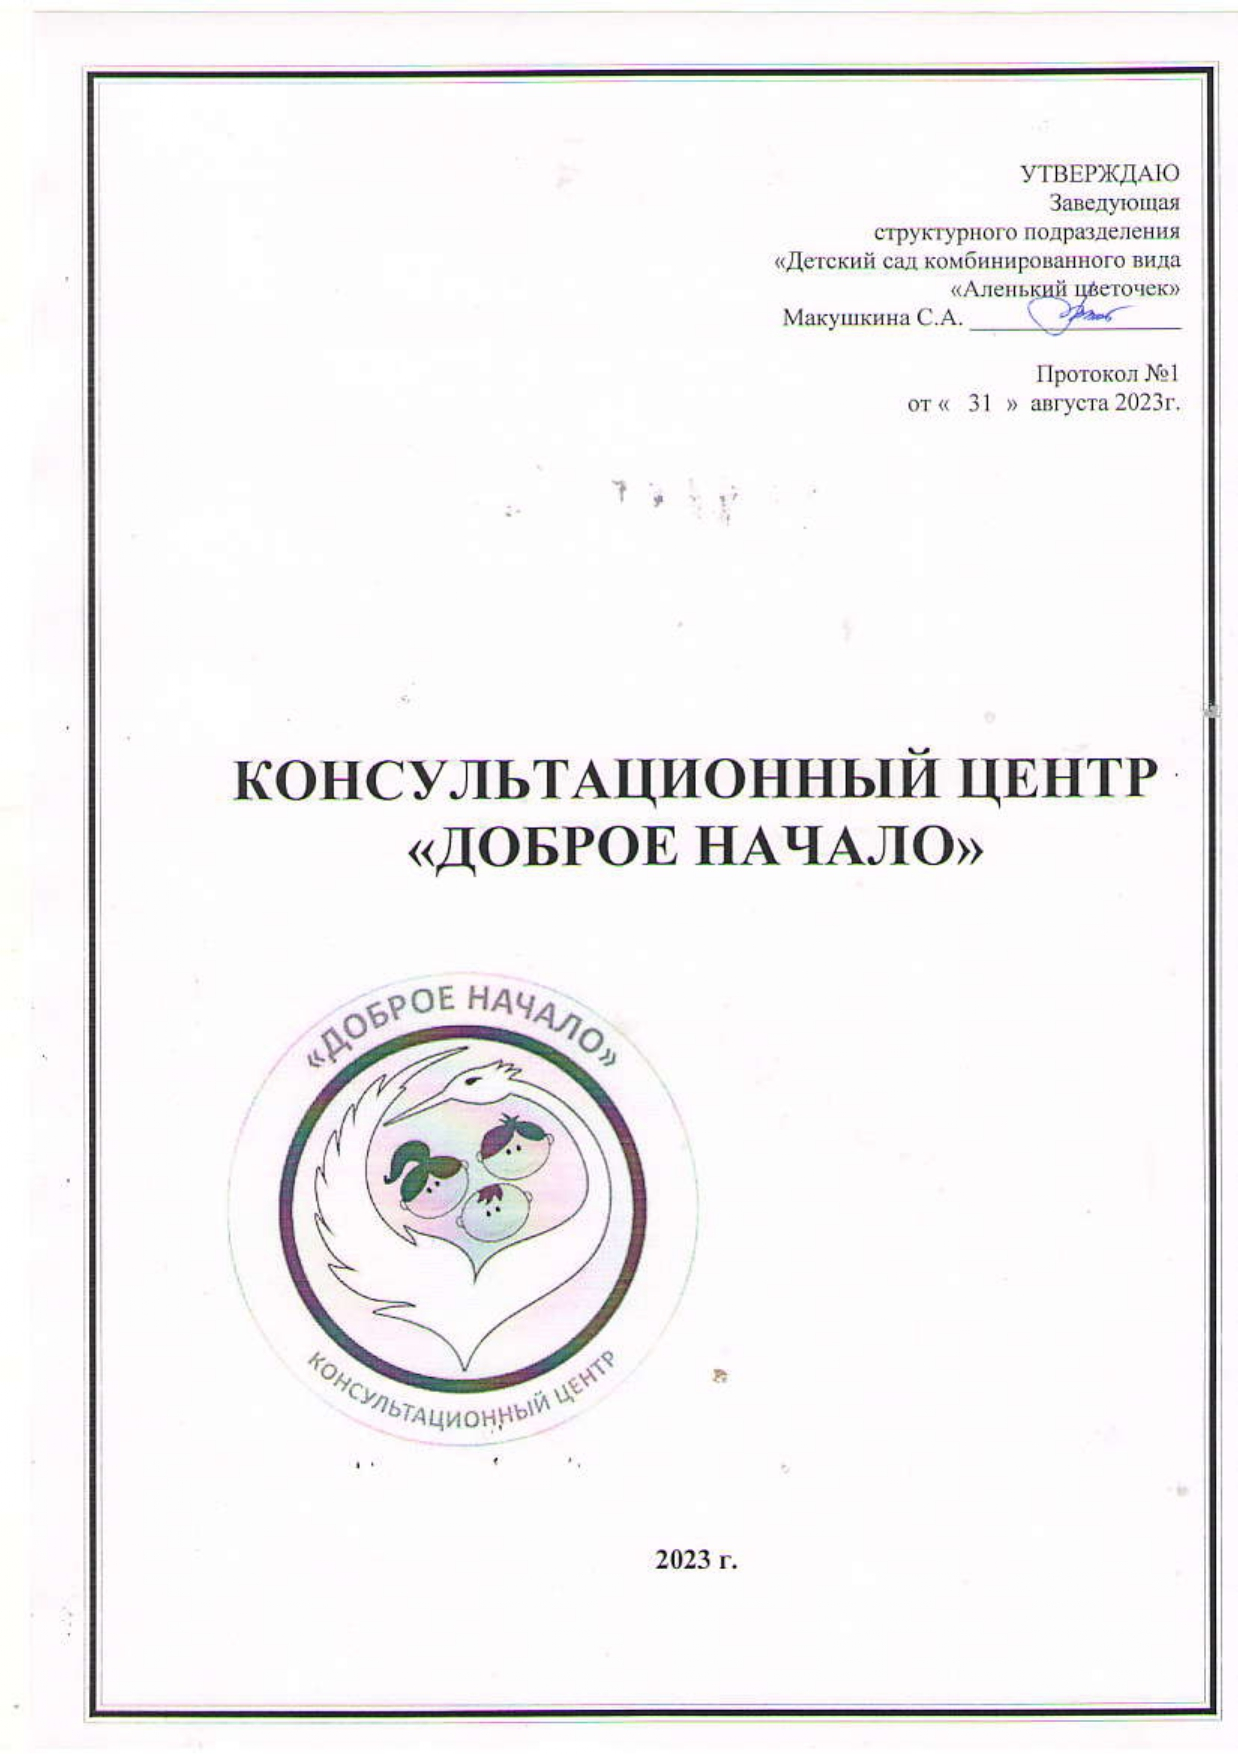 УТВЕРЖДАЮ
Заведующая
структурного подразделения
«Детский сад комбинированного вида
«Аленький цветочек»
Макушкина С.А.
Протокол №1
от « 31 » августа 2023г.
КОНСУЛЬТАЦИОННЫЙ ЦЕНТР
«ДОБРОЕ НАЧАЛО»
«ДОБРОЕ НАЧАЛО»
КОНСУЛЬТАЦИОННЫЙ ЦЕНТР
2023 г.